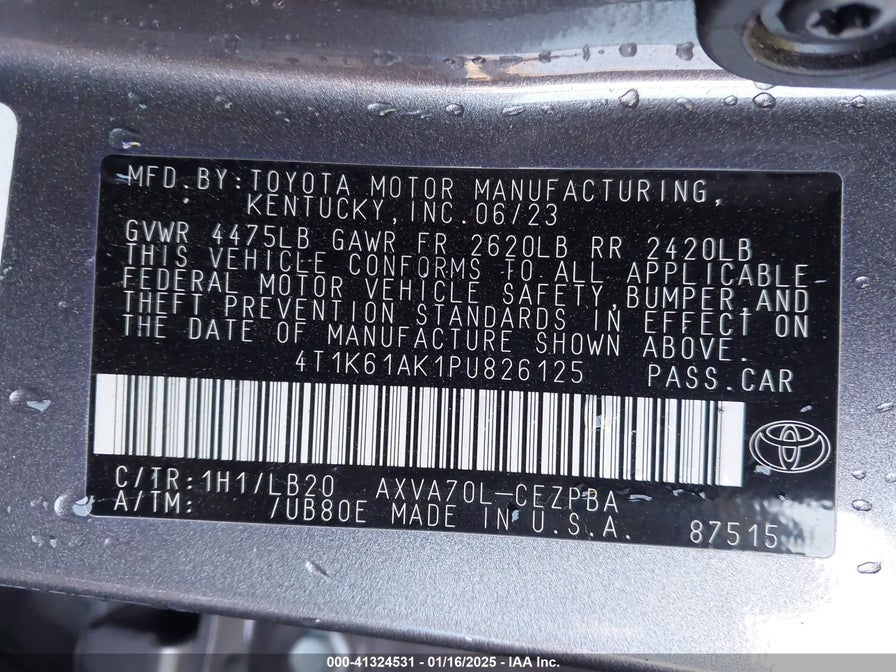 MFD.BY:TOYOTA MOTOR MANUFACTURING,
KENTUCKY,INC.06/23
GVWR 4475LB GAWR FR 2620LB RR 2420LB
THIS VEHICLE CONFORMS TO ALL APPLICABLE
FEDERAL MOTOR VEHICLE SAFETY,BUMPER,AND
THEFT PREVENTION STANDARDS IN EFFECT ON
THE DATE OF MANUFACTURE SHOWN ABOVE.
4T1K61AK1PU826125 PASS.CAR
C/TR:1H1/LB20 AXVA70L-CEZPBA
A/TM: /UB80E MADE IN U.S.A. 87515
000-41324531 - 01/16/2025 - IAA Inc.